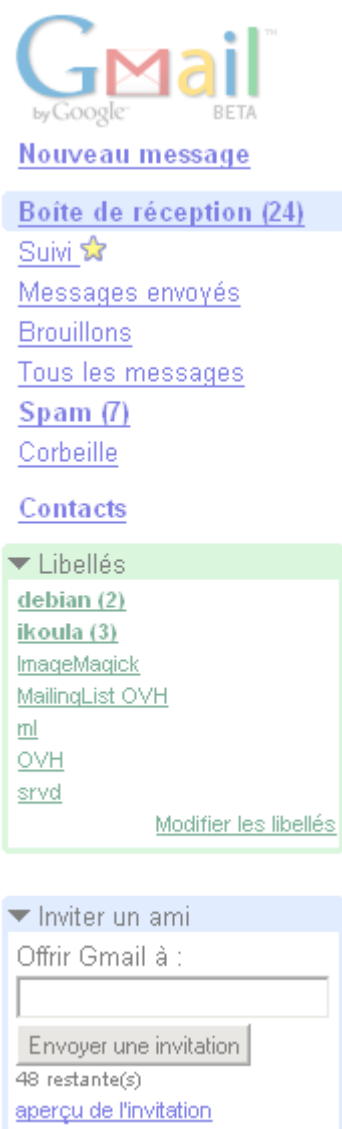 Gmail™
by Google BETA
Nouveau message
Boîte de réception (24)
Suivi
Messages envoyés
Brouillons
Tous les messages
Spam (7)
Corbeille
Contacts
Libellés
debian (2)
ikoula (3)
ImageMagick
MailingList OVH
ml
OVH
srvd
Modifier les libellés
Inviter un ami
Offrir Gmail à :
Envoyer une invitation
48 restante(s)
aperçu de l'invitation